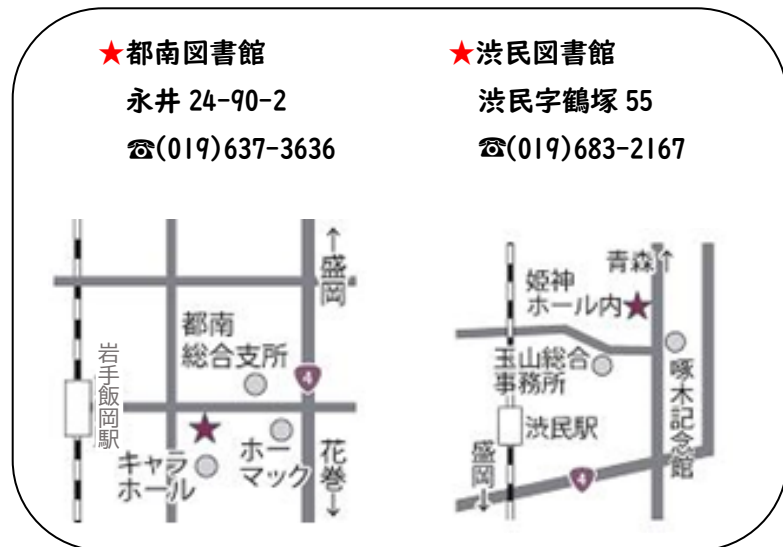 ★都南図書館
永井 24-90-2
☎(019)637-3636
↑盛岡
都南
総合支所
4
岩手飯岡駅
ホー
マック
キャラ
ホール
花巻↓
★渋民図書館
渋民字鶴塚 55
☎(019)683-2167
青森↑
姫神
ホール内★
玉山総合
事務所
啄木記念館
渋民駅
盛岡↓
4